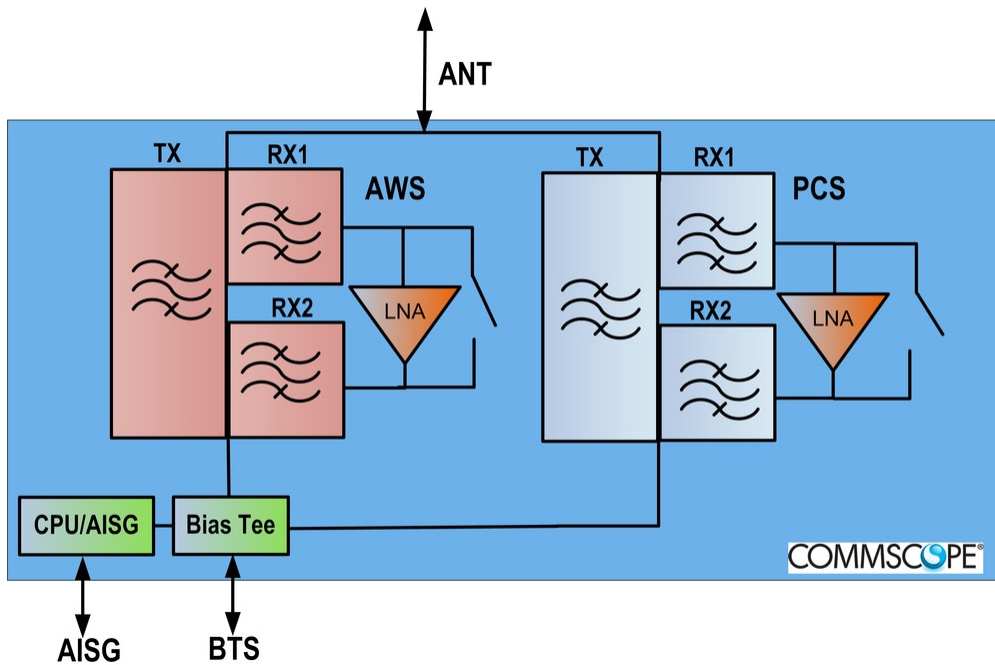 ANT
TX
RX1
AWS
TX
RX1
PCS
LNA
RX2
LNA
RX2
CPU/AISG
Bias Tee
COMMSCOPE®
AISG
BTS